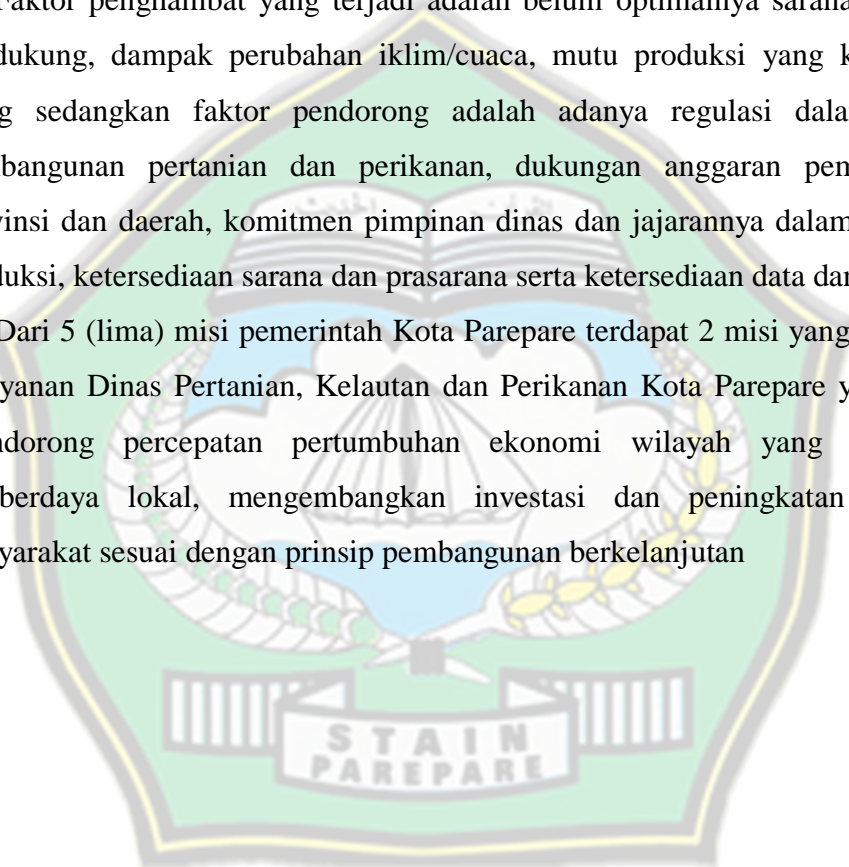 Faktor penghambat yang terjadi adalah belum optimalnya sarana
dukung, dampak perubahan iklim/cuaca, mutu produksi yang k
g sedangkan faktor pendorong adalah adanya regulasi dala
bangunan pertanian dan perikanan, dukungan anggaran pem
vinsi dan daerah, komitmen pimpinan dinas dan jajarannya dalam
duksi, ketersediaan sarana dan prasarana serta ketersediaan data dan
Dari 5 (lima) misi pemerintah Kota Parepare terdapat 2 misi yang
ayanan Dinas Pertanian, Kelautan dan Perikanan Kota Parepare y
ndorong percepatan pertumbuhan ekonomi wilayah yang
berdaya lokal, mengembangkan investasi dan peningkatan
yarakat sesuai dengan prinsip pembangunan berkelanjutan
STAIN
PAREPARE